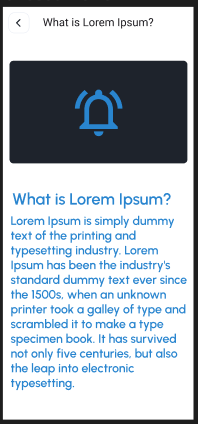 What is Lorem Ipsum?
What is Lorem Ipsum?
Lorem Ipsum is simply dummy
text of the printing and
typesetting industry. Lorem
Ipsum has been the industry's
standard dummy text ever since
the 1500s, when an unknown
printer took a galley of type and
scrambled it to make a type
specimen book. It has survived
not only five centuries, but also
the leap into electronic
typesetting.